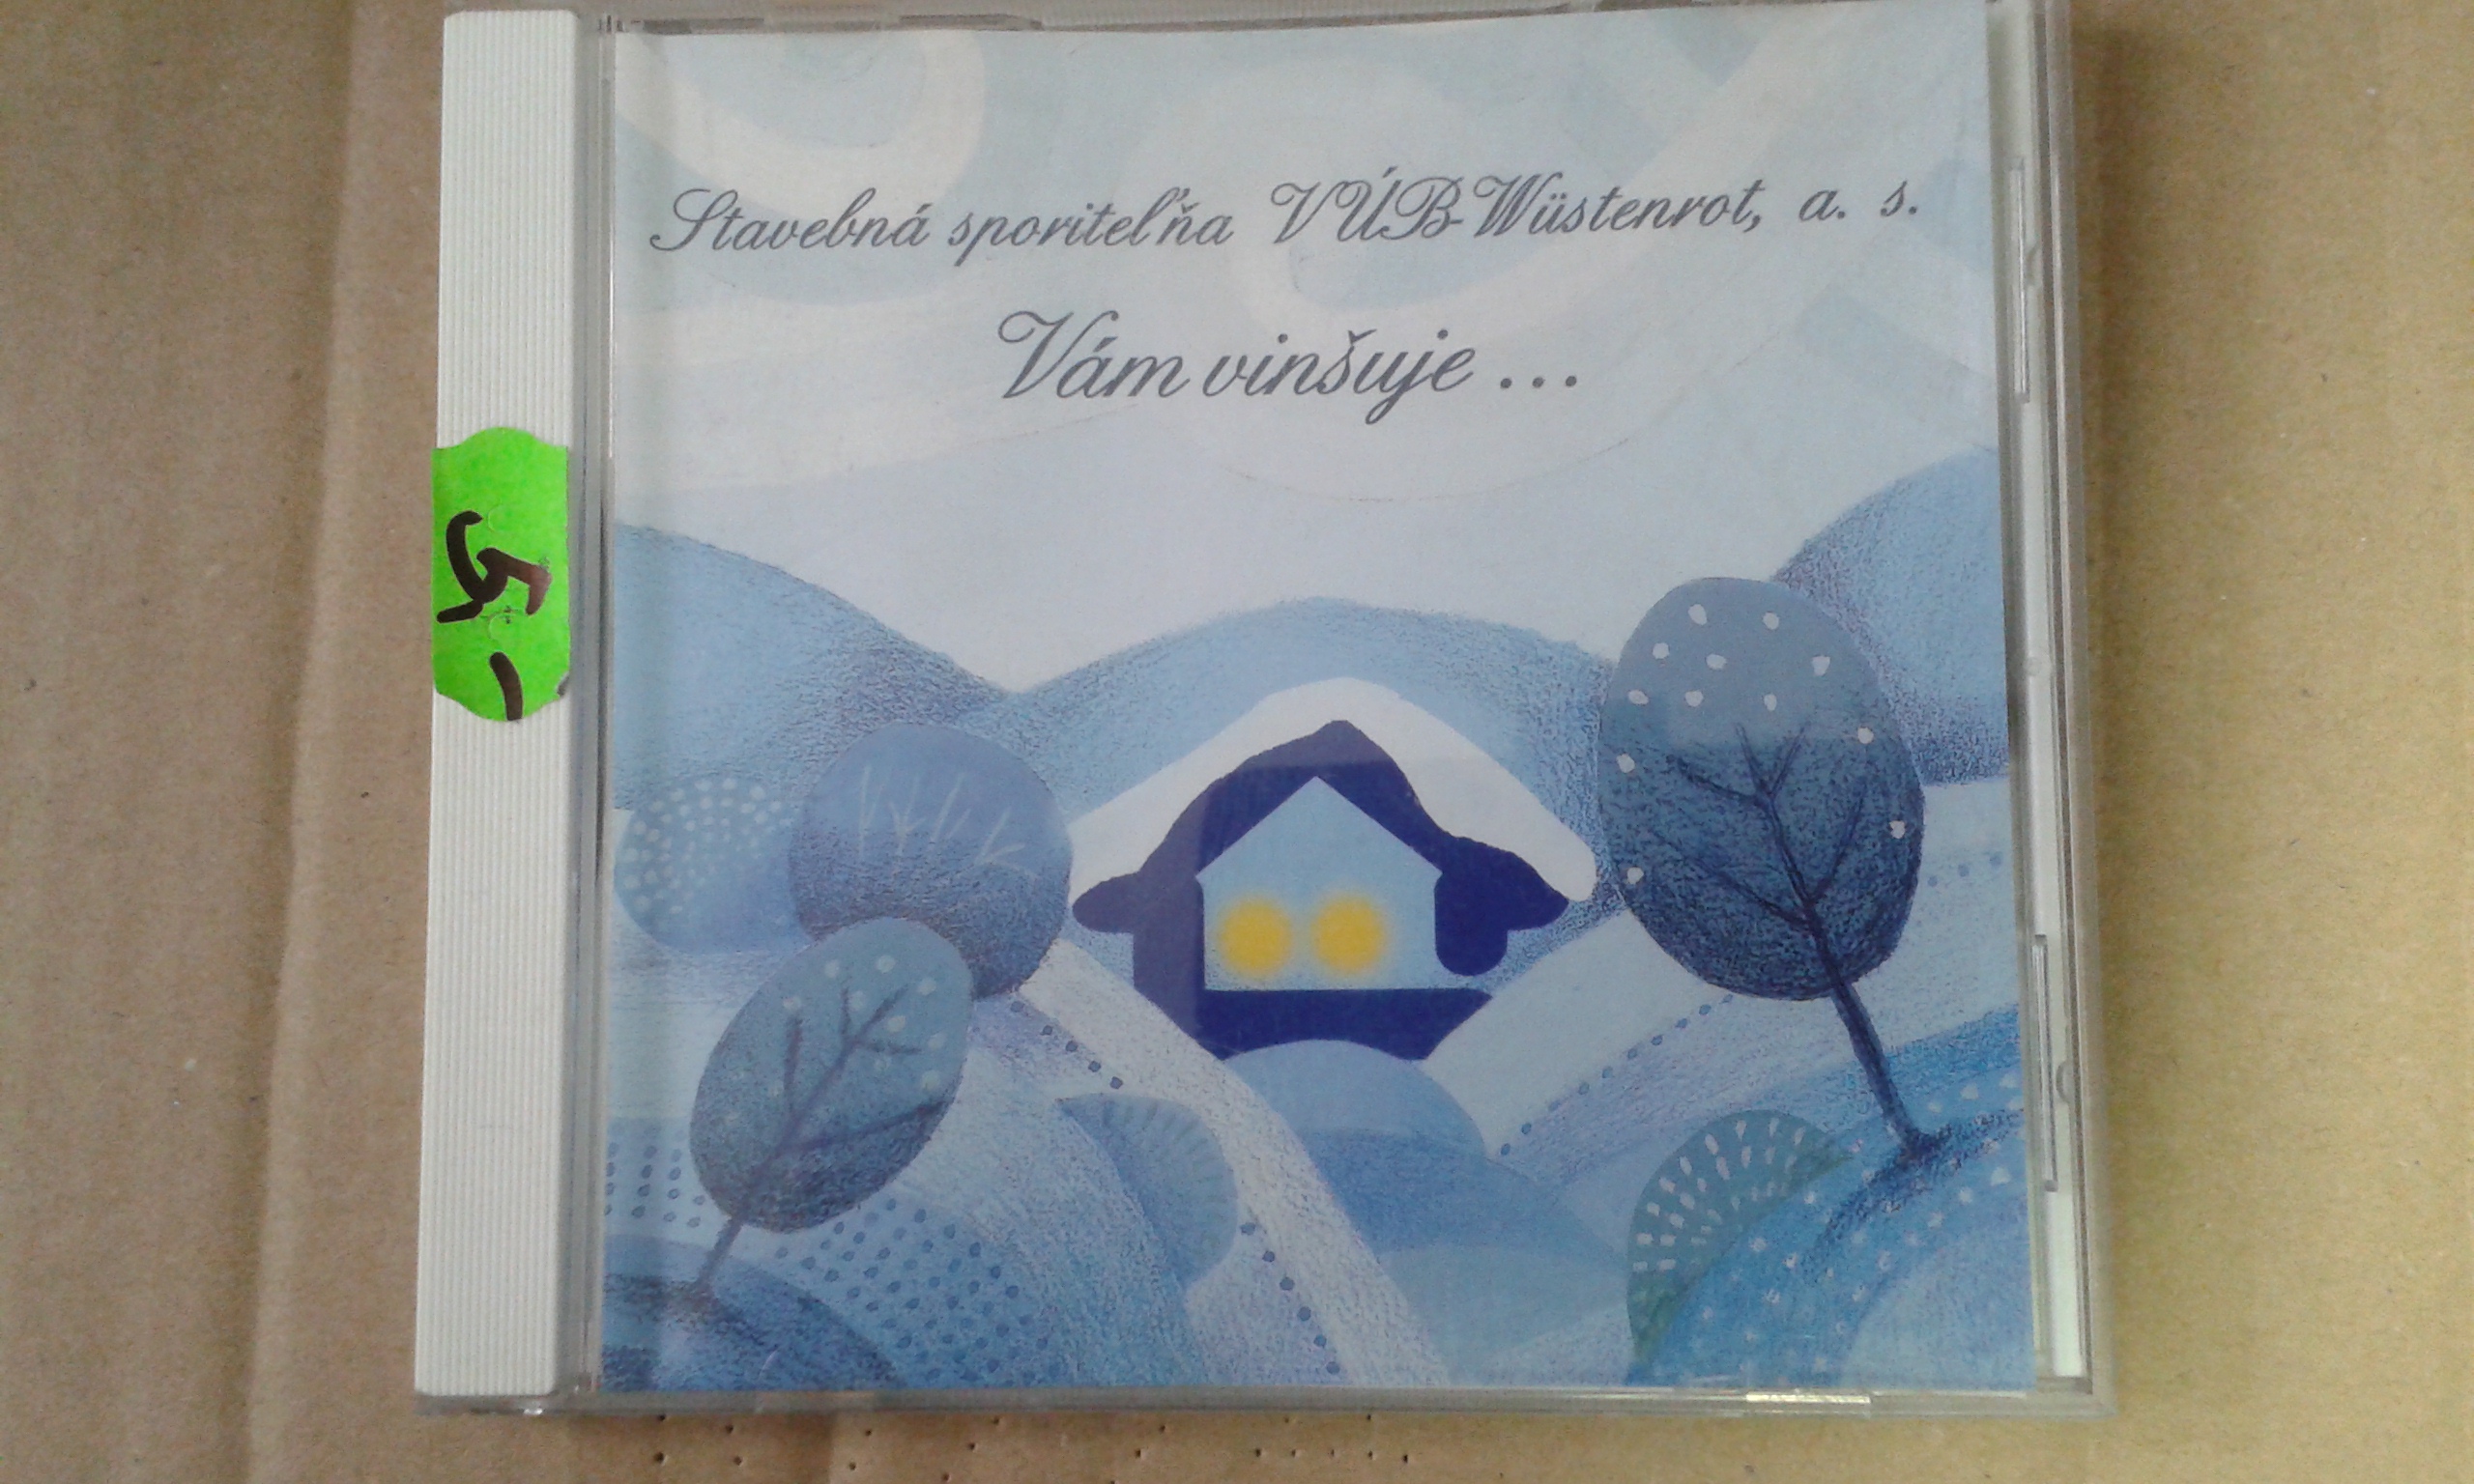 Stavebná sporiteľňa VÚB-Wüstenrot, a. s.
Vám vinšuje ...